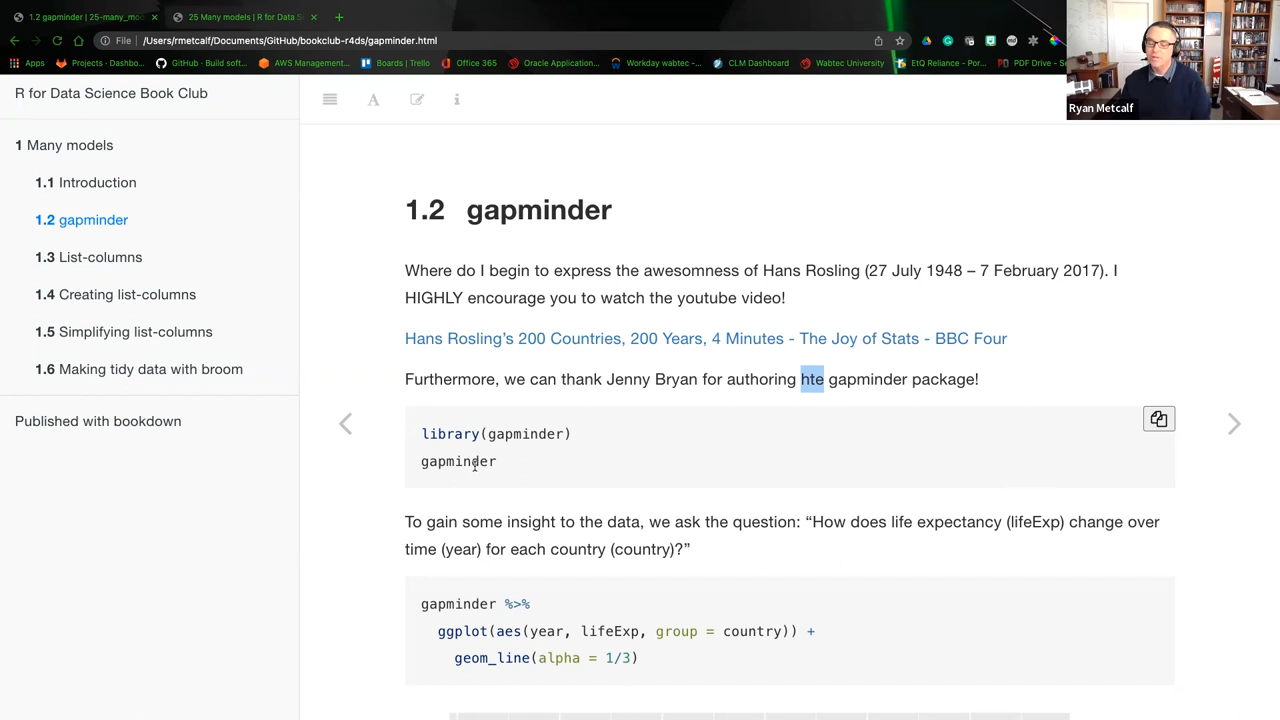 1.2 gapminder | 25-many_mod
25 Many models | R for Data S
File /Users/rmetcalf/Documents/GitHub/bookclub-r4ds/gapminder.html
Apps Projects · Dashbo... GitHub · Build soft... AWS Management... Boards | Trello Office 365 Oracle Application... Workday wabtec -... CLM Dashboard Wabtec University EtQ Reliance - Por... PDF Drive - Se
Ryan Metcalf
R for Data Science Book Club
1 Many models
1.1 Introduction
1.2 gapminder
1.3 List-columns
1.4 Creating list-columns
1.5 Simplifying list-columns
1.6 Making tidy data with broom
Published with bookdown
1.2 gapminder
Where do I begin to express the awesomness of Hans Rosling (27 July 1948 – 7 February 2017). I
HIGHLY encourage you to watch the youtube video!
Hans Rosling’s 200 Countries, 200 Years, 4 Minutes - The Joy of Stats - BBC Four
Furthermore, we can thank Jenny Bryan for authoring hte gapminder package!
library(gapminder)
gapminder
To gain some insight to the data, we ask the question: “How does life expectancy (lifeExp) change over
time (year) for each country (country)?”
gapminder %>%
ggplot(aes(year, lifeExp, group = country)) +
geom_line(alpha = 1/3)